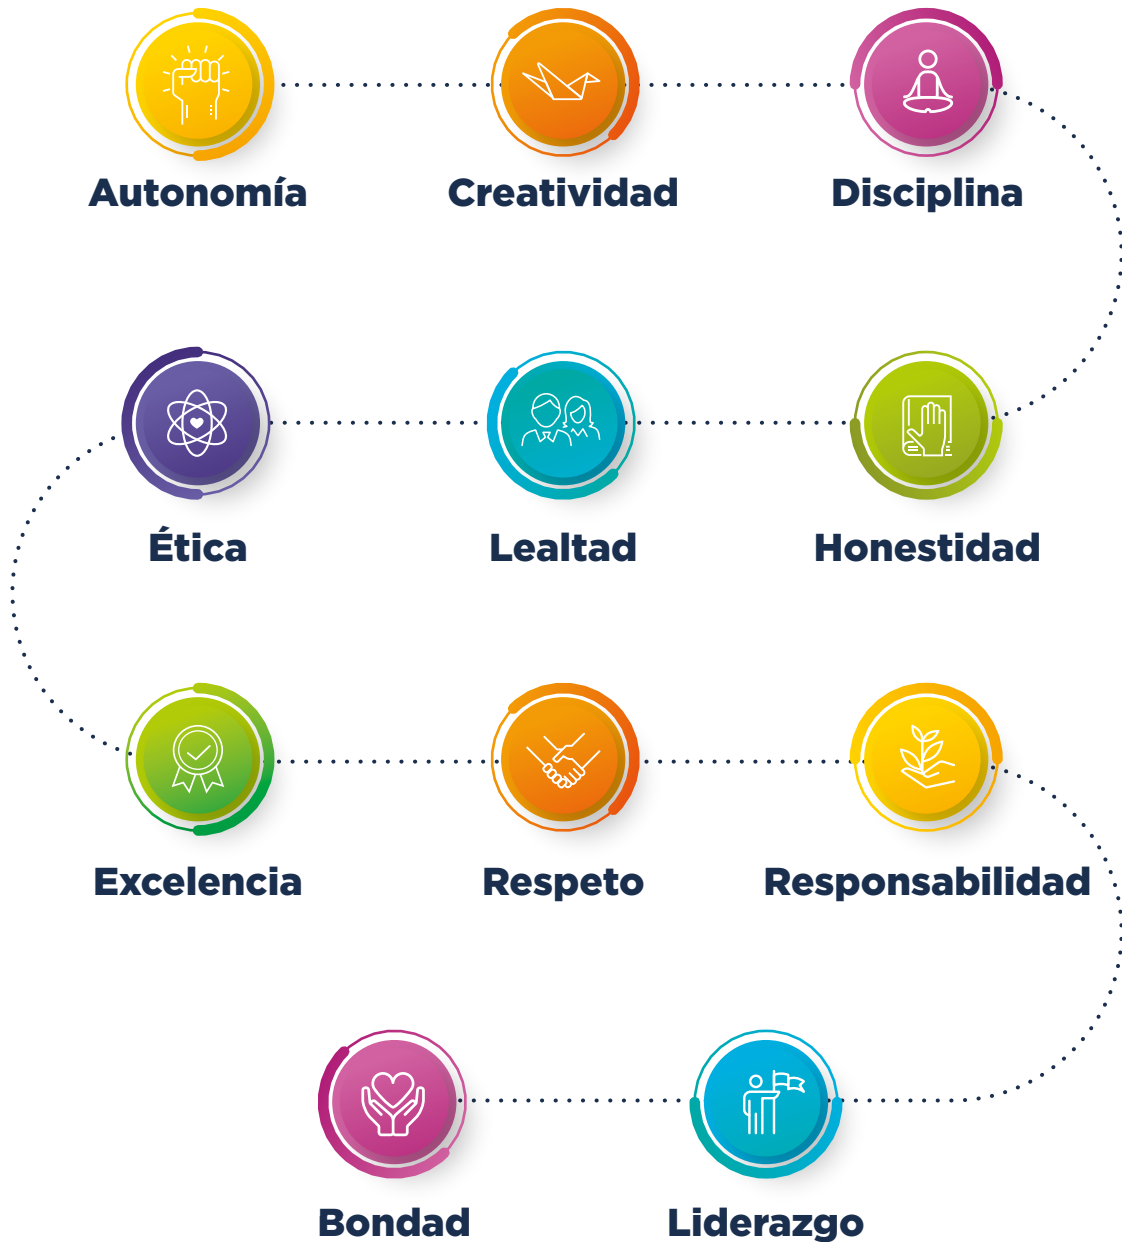 Autonomía
Creatividad
Disciplina
Ética
Lealtad
Honestidad
Excelencia
Respeto
Responsabilidad
Bondad
Liderazgo